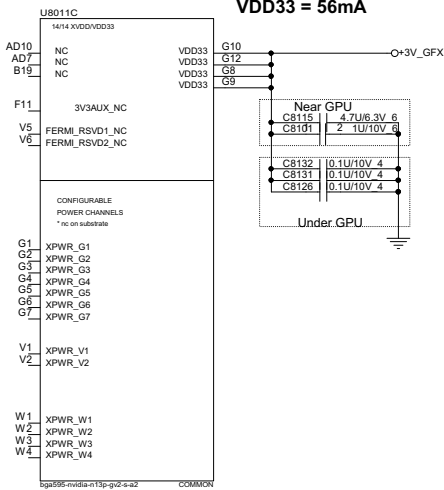 VDD33 = 56mA
U8011C
14/14 XVDD/VDD33
AD10 NC VDD33 G10
AD7 NC VDD33 G12
B19 NC VDD33 G8
VDD33 G9
+3V_GFX
F11 3V3AUX_NC
V5 FERMI_RSVD1_NC
V6 FERMI_RSVD2_NC
Near GPU
C8115 4.7U/6.3V_6
C8101 1 2 1U/10V_6
C8132 0.1U/10V_4
C8131 0.1U/10V_4
C8126 0.1U/10V_4
Under GPU
CONFIGURABLE
POWER CHANNELS
* nc on substrate
G1 XPWR_G1
G2 XPWR_G2
G3 XPWR_G3
G4 XPWR_G4
G5 XPWR_G5
G6 XPWR_G6
G7 XPWR_G7
V1 XPWR_V1
V2 XPWR_V2
W1 XPWR_W1
W2 XPWR_W2
W3 XPWR_W3
W4 XPWR_W4
bga595-nvidia-n13p-gv2-s-a2 COMMON